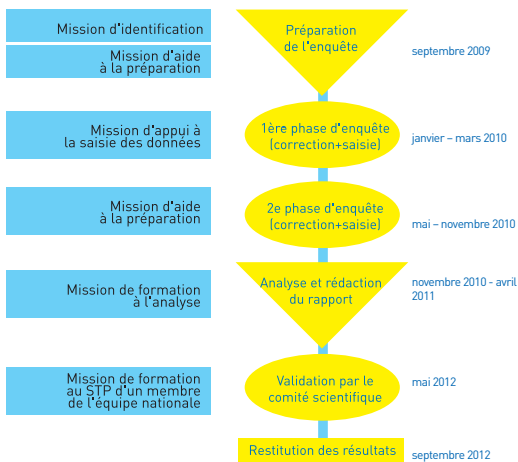 Mission d'identification
Préparation
de l'enquête
Mission d'aide
à la préparation
septembre 2009
Mission d'appui à
la saisie des données
1ère phase d'enquête
(correction+saisie)
janvier – mars 2010
Mission d'aide
à la préparation
2e phase d'enquête
(correction+saisie)
mai – novembre 2010
Mission de formation
à l'analyse
Analyse et rédaction
du rapport
novembre 2010 - avril
2011
Mission de formation
au STP d'un membre
de l'équipe nationale
Validation par le
comité scientifique
mai 2012
Restitution des résultats
septembre 2012